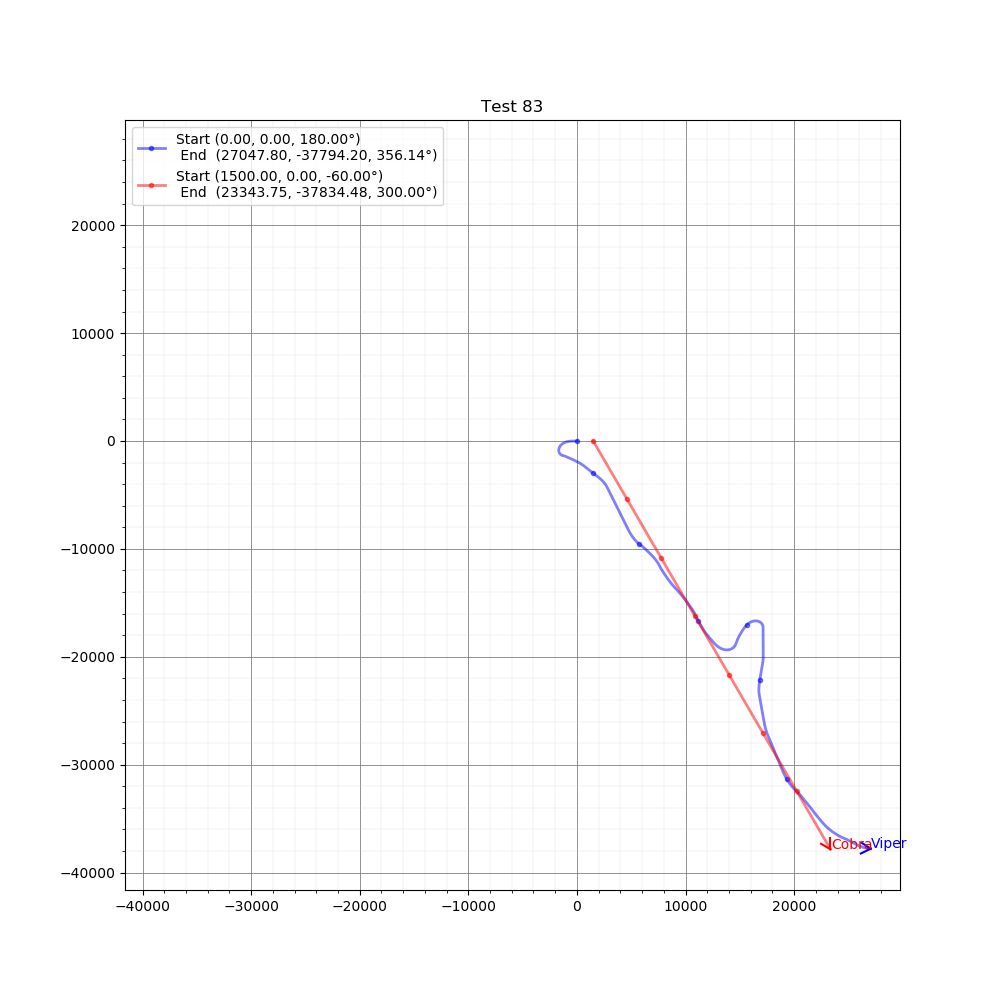 Test 83
Start (0.00, 0.00, 180.00°)
End  (27047.80, -37794.20, 356.14°)
Start (1500.00, 0.00, -60.00°)
End  (23343.75, -37834.48, 300.00°)
20000
10000
0
−10000
−20000
−30000
−40000
Cobra
Viper
−40000 −30000 −20000 −10000 0 10000 20000